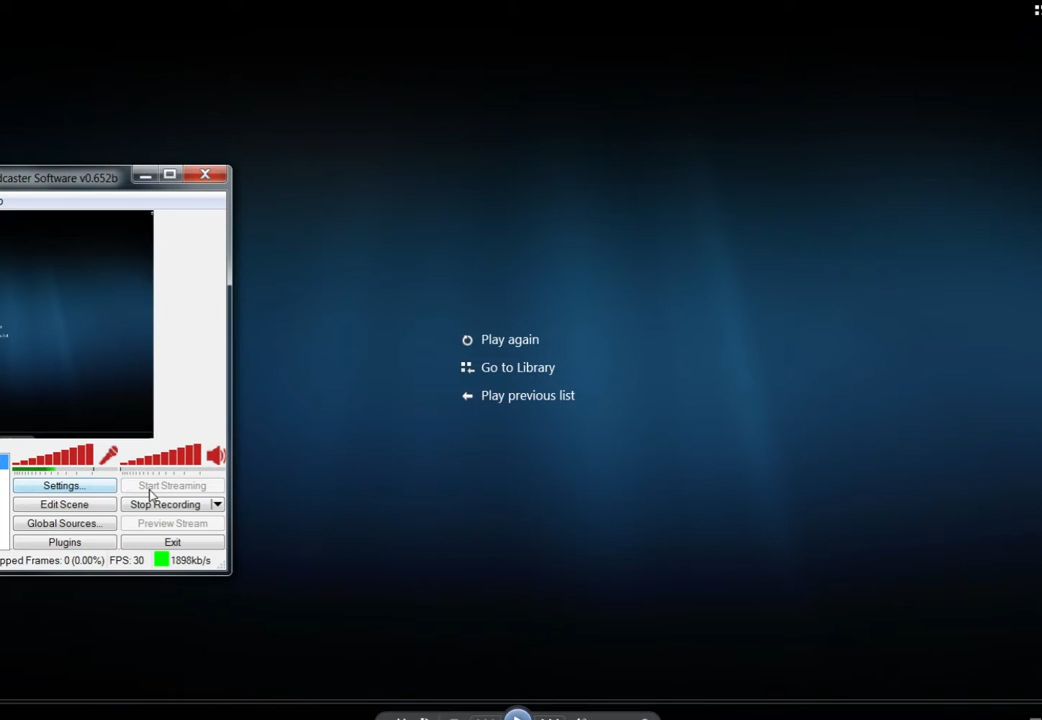 dcaster Software v0.652b
p
Play again
Go to Library
Play previous list
Settings... Start Streaming
Edit Scene Stop Recording
Global Sources... Preview Stream
Plugins Exit
pped Frames: 0 (0.00%) FPS: 30 1898kb/s